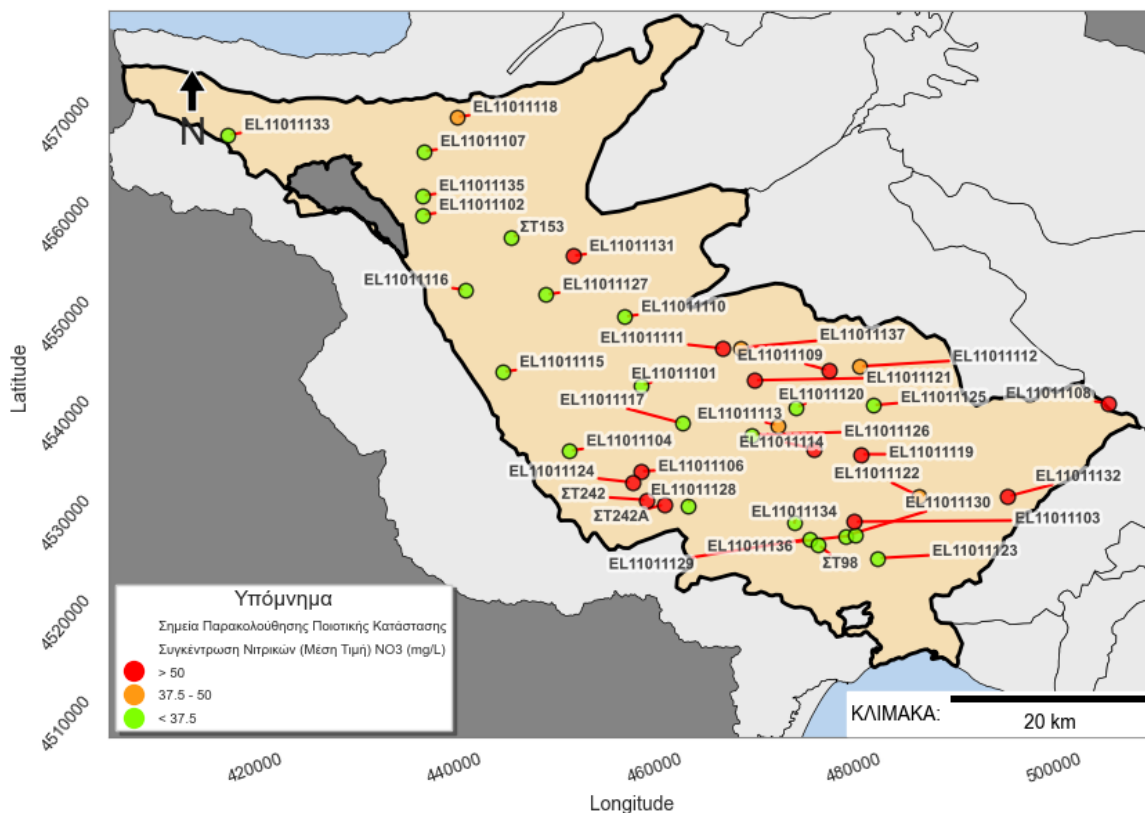 4570000
4560000
4550000
4540000
4530000
4520000
4510000
Latitude
N
EL11011118
EL11011133
EL11011107
EL11011135
EL11011102
ΣΤ153
EL11011131
EL11011116
EL11011127
EL11011110
EL11011111
EL11011137
EL11011109
EL11011112
EL11011115
EL11011101
EL11011121
EL11011108
EL11011120
EL11011125
EL11011117
EL11011113
EL11011126
EL11011114
EL11011104
EL11011119
EL11011106
EL11011124
EL11011122
EL11011132
EL11011128
ΣΤ242
EL11011130
ΣΤ242Α
EL11011134
EL11011103
EL11011136
EL11011123
EL11011129
ΣΤ98
Υπόμνημα
Σημεία Παρακολούθησης Ποιοτικής Κατάστασης
Συγκέντρωση Νιτρικών (Μέση Τιμή) NO3 (mg/L)
> 50
37.5 - 50
< 37.5
ΚΛΙΜΑΚΑ:
20 km
420000
440000
460000
480000
500000
Longitude